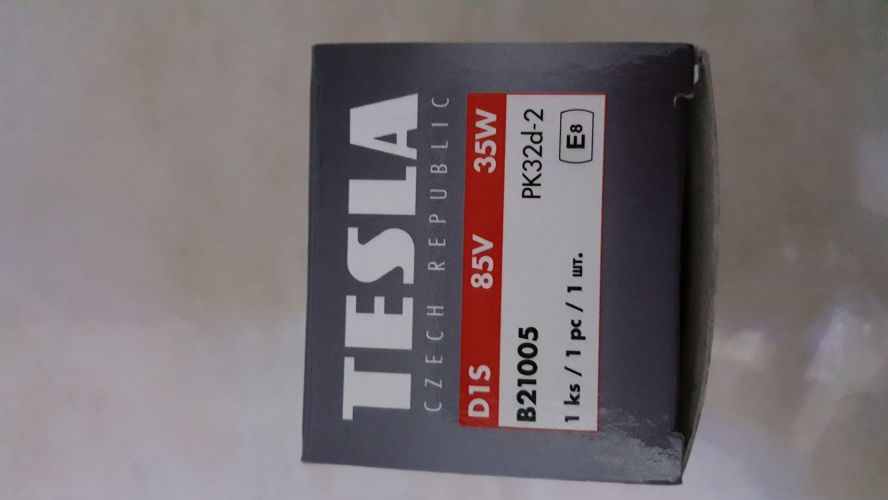 TESLA
CZECH REPUBLIC
D1S 85V 35W
B21005 PK32d-2
1 ks / 1 pc / 1 шт. E8